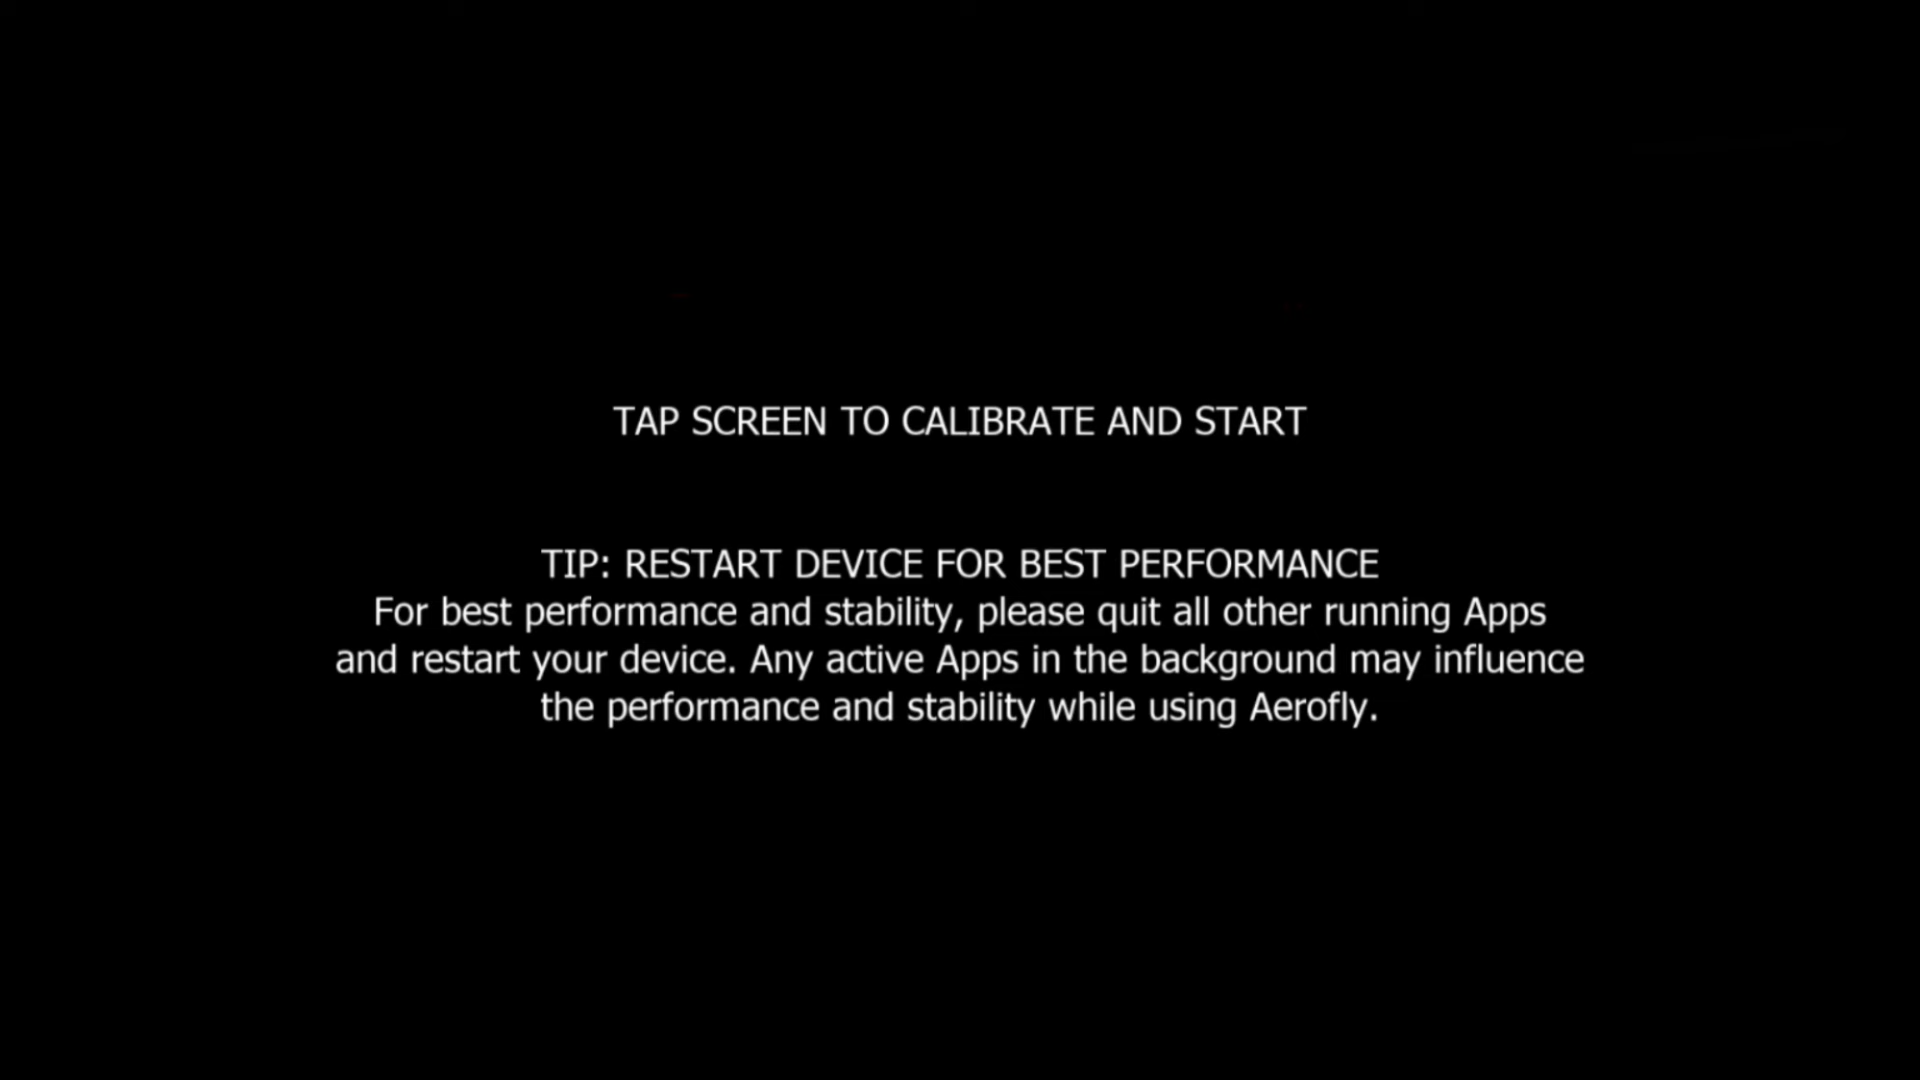 TAP SCREEN TO CALIBRATE AND START
TIP: RESTART DEVICE FOR BEST PERFORMANCE
For best performance and stability, please quit all other running Apps
and restart your device. Any active Apps in the background may influence
the performance and stability while using Aerofly.